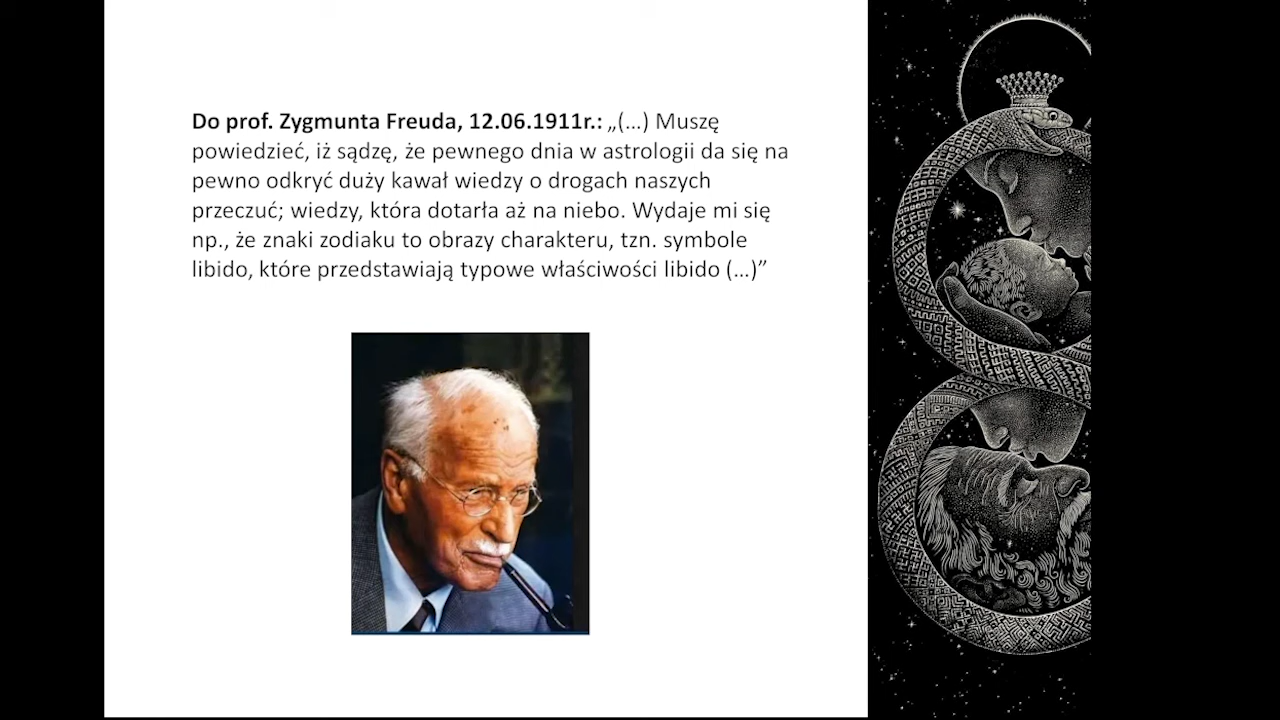 Do prof. Zygmunta Freuda, 12.06.1911r.: „(...) Muszę
powiedzieć, iż sądzę, że pewnego dnia w astrologii da się na
pewno odkryć duży kawał wiedzy o drogach naszych
przeczuć; wiedzy, która dotarła aż na niebo. Wydaje mi się
np., że znaki zodiaku to obrazy charakteru, tzn. symbole
libido, które przedstawiają typowe właściwości libido (...)”